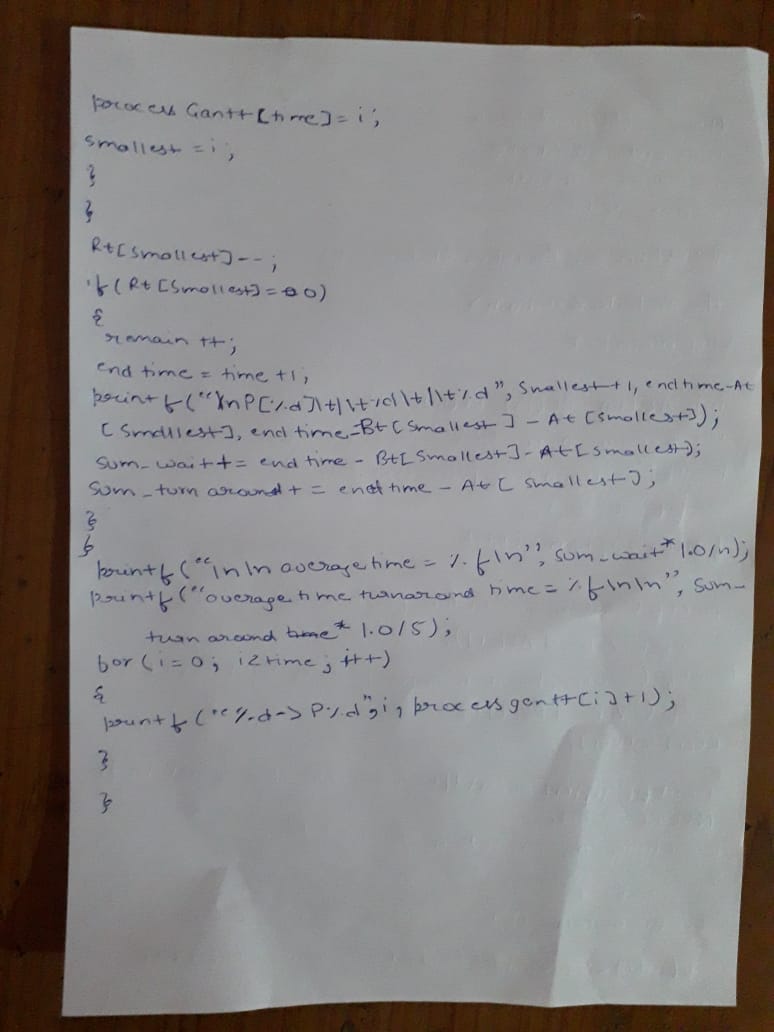 process Gantt[time]= i;
smallest = i;
}
}
Rt[smallest]--;
if(Rt[Smallest]==0)
{
remain ++;
end time = time +1;
printf("\nP[%d]\t|\t%d\t|\t%d", Smallest+1, endtime-At
[Smallest], end time-Bt[Smallest] - At[Smallest]);
Sum_wait+= end time - Bt[Smallest]- At[Smallest];
Sum_turn around += end time - At[ smallest];
}
}
printf("\n\n average time = %f\n", sum_wait*1.0/n);
printf("average time turnaround time = %f\n\n", Sum_
turn around time*1.0/5);
for(i=0; i<time; i++)
{
printf("%d->P%d",i, process gantt[i]+1);
}
}